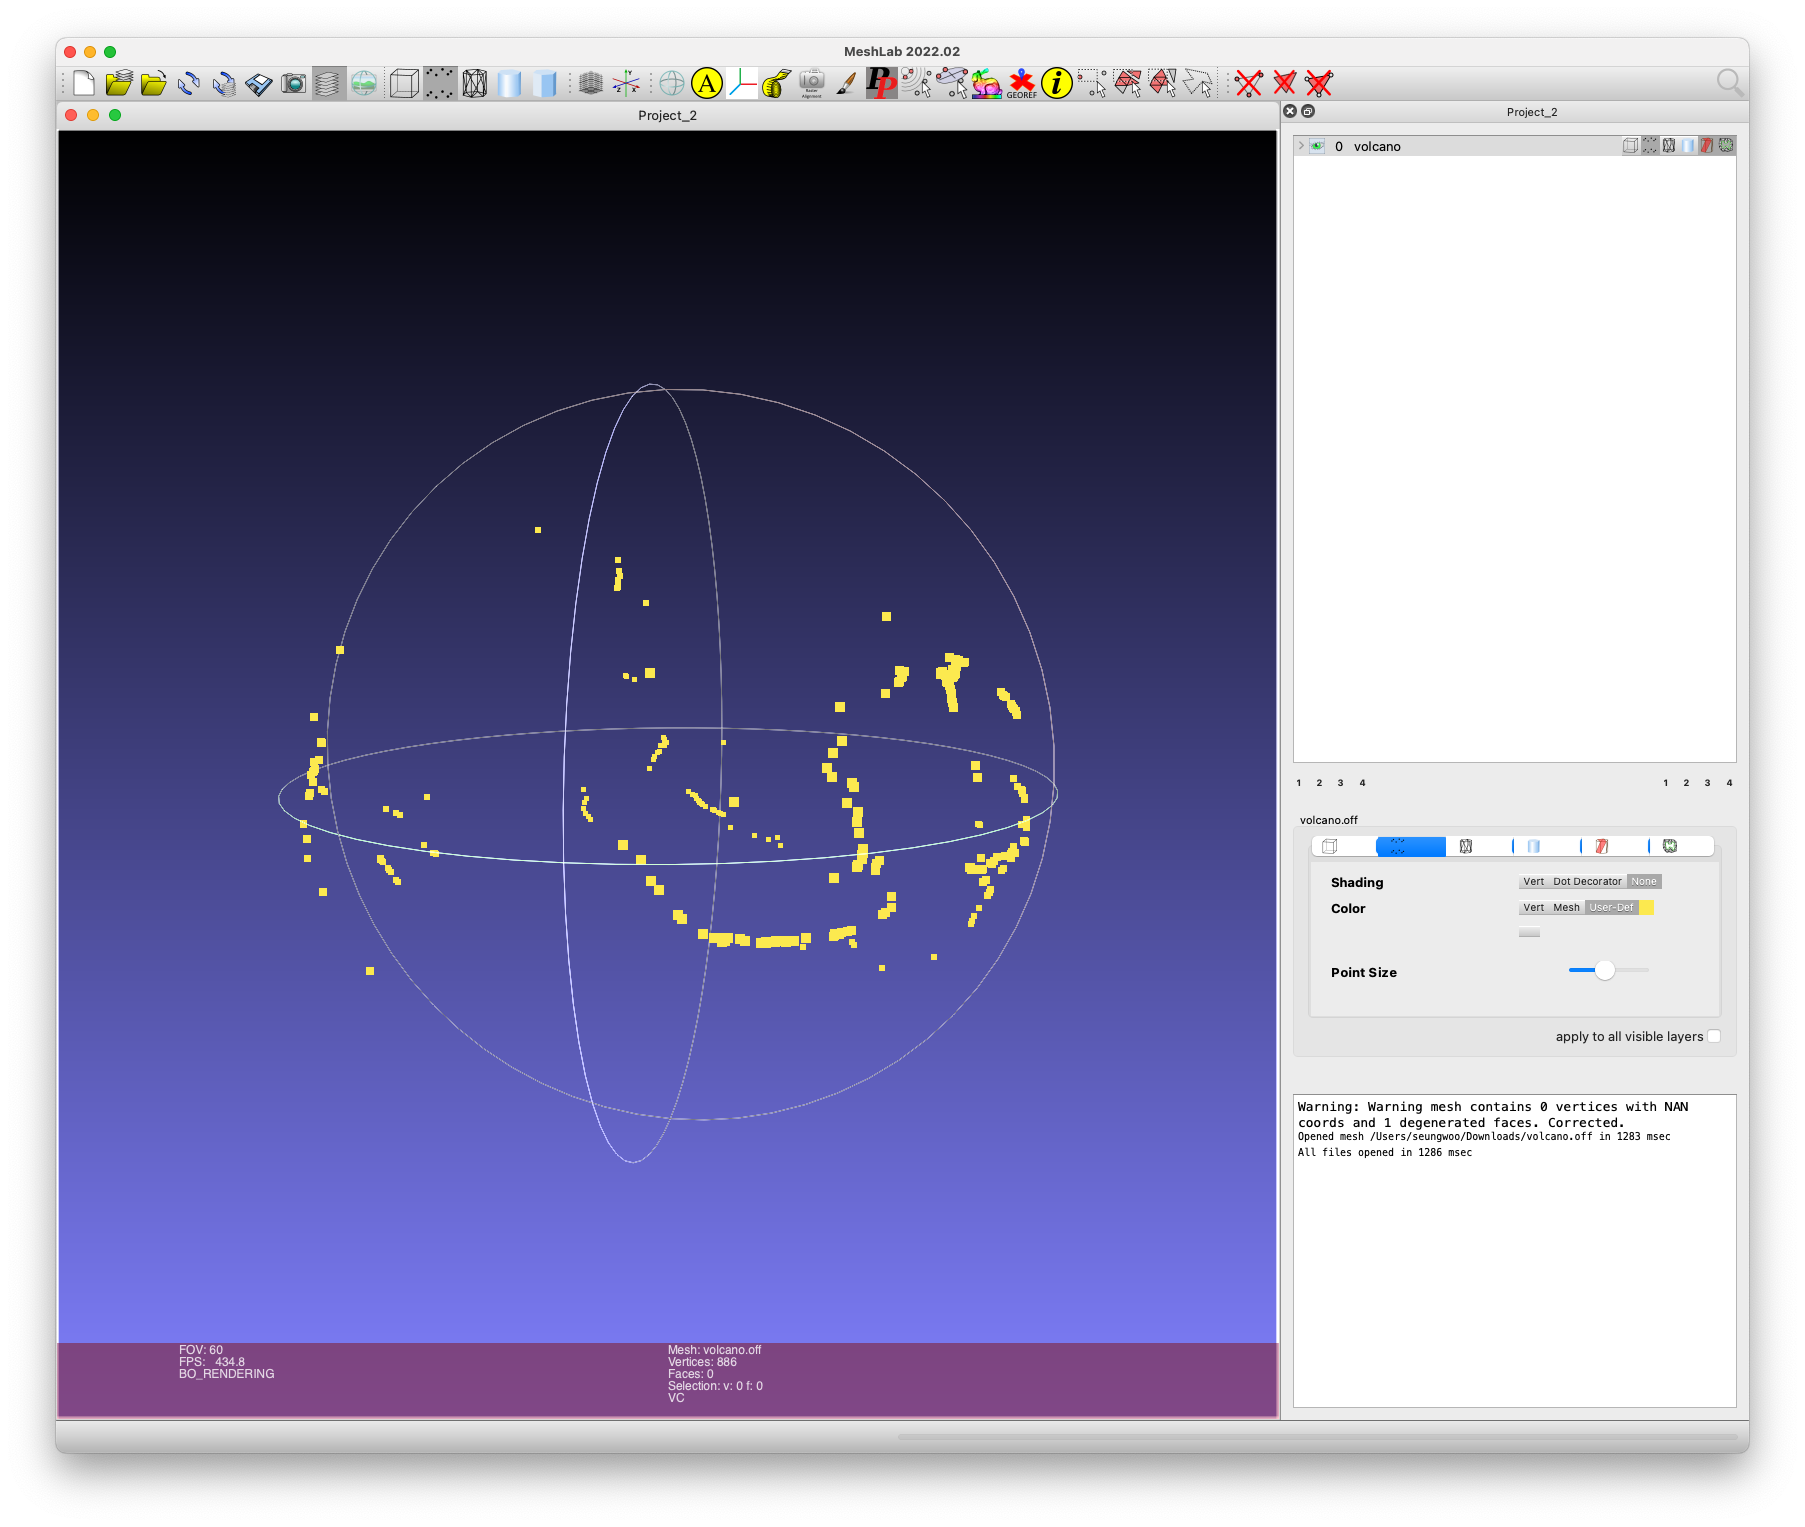 MeshLab 2022.02
A
PP
GEOREF
i
Project_2
Project_2
0 volcano
1 2 3 4
1 2 3 4
volcano.off
Shading
Vert Dot Decorator None
Color
Vert Mesh User-Def
Point Size
apply to all visible layers
Warning: Warning mesh contains 0 vertices with NAN
coords and 1 degenerated faces. Corrected.
Opened mesh /Users/seungwoo/Downloads/volcano.off in 1283 msec
All files opened in 1286 msec
FOV: 60
FPS: 434.8
BO_RENDERING
Mesh: volcano.off
Vertices: 886
Faces: 0
Selection: v: 0 f: 0
VC